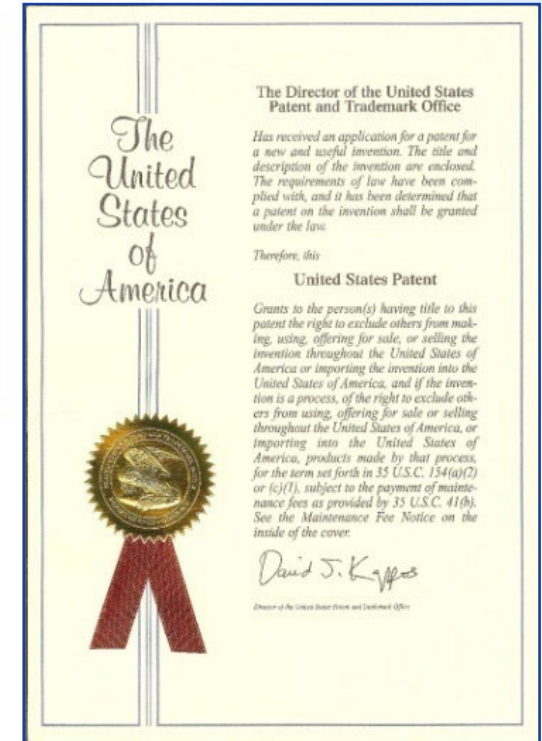 The
United
States
of
America
The Director of the United States
Patent and Trademark Office
Has received an application for a patent for
a new and useful invention. The title and
description of the invention are enclosed.
The requirements of law have been com-
plied with, and it has been determined that
a patent on the invention shall be granted
under the law.
Therefore, this
United States Patent
Grants to the person(s) having title to this
patent the right to exclude others from mak-
ing, using, offering for sale, or selling the
invention throughout the United States of
America or importing the invention into the
United States of America, and if the inven-
tion is a process, of the right to exclude oth-
ers from using, offering for sale or selling
throughout the United States of America, or
importing into the United States of
America, products made by that process,
for the term set forth in 35 U.S.C. 154(a)(2)
or (c)(1), subject to the payment of mainte-
nance fees as provided by 35 U.S.C. 41(b).
See the Maintenance Fee Notice on the
inside of the cover.
David J. Kappos
Director of the United States Patent and Trademark Office